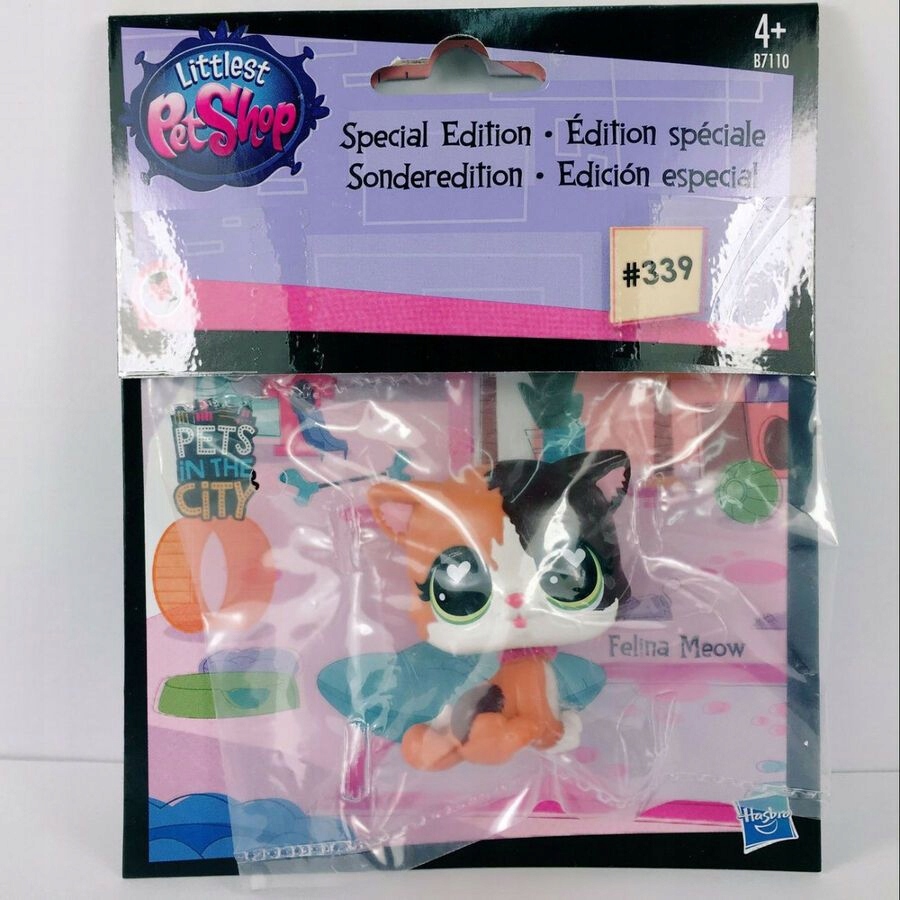 4+
B7110
Littlest
PetShop
Special Edition • Édition spéciale
Sonderedition • Edición especial
#339
PETS
iN THE
CiTY
Felina Meow
Hasbro